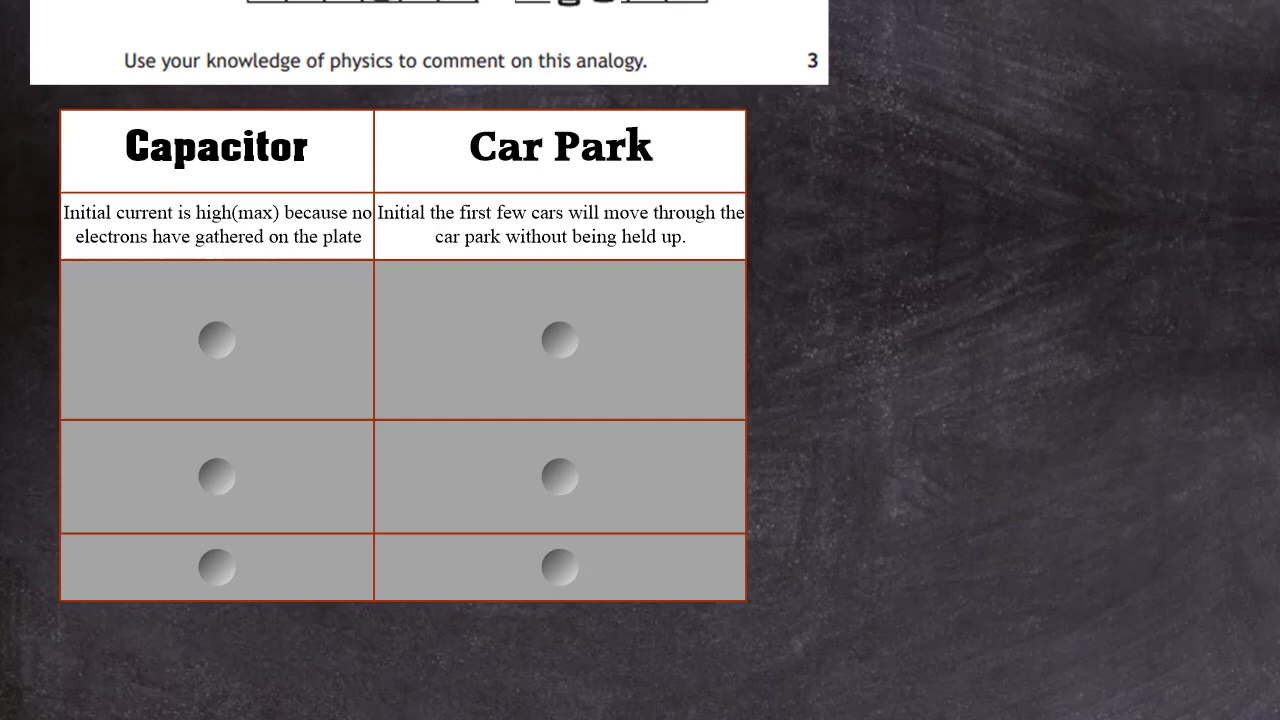 Use your knowledge of physics to comment on this analogy. 3
Capacitor Car Park
Initial current is high(max) because no
electrons have gathered on the plate
Initial the first few cars will move through the
car park without being held up.